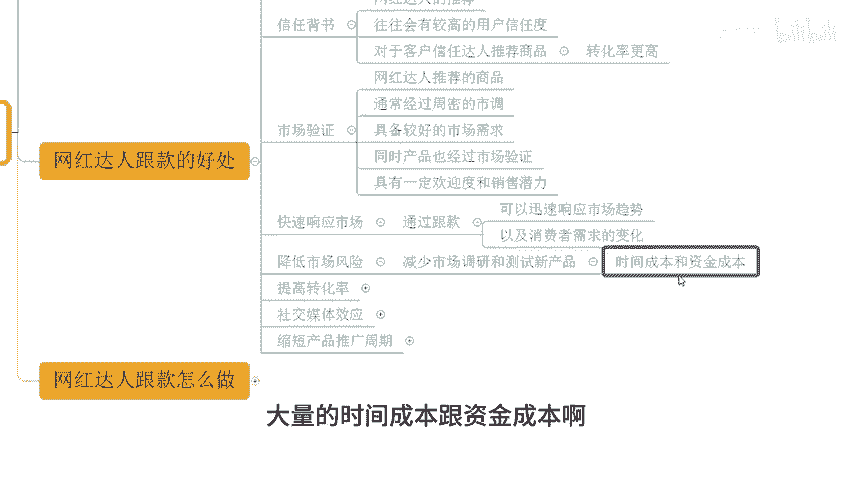 网红达人的推荐
信任背书
往往会有较高的用户信任度
对于客户信任达人推荐商品
转化率更高
网红达人推荐的商品
通常经过周密的市调
市场验证
具备较好的市场需求
同时产品也经过市场验证
具有一定欢迎度和销售潜力
网红达人跟款的好处
快速响应市场
通过跟款
可以迅速响应市场趋势
以及消费者需求的变化
降低市场风险
减少市场调研和测试新产品
时间成本和资金成本
提高转化率
社交媒体效应
缩短产品推广周期
网红达人跟款怎么做
大量的时间成本跟资金成本啊